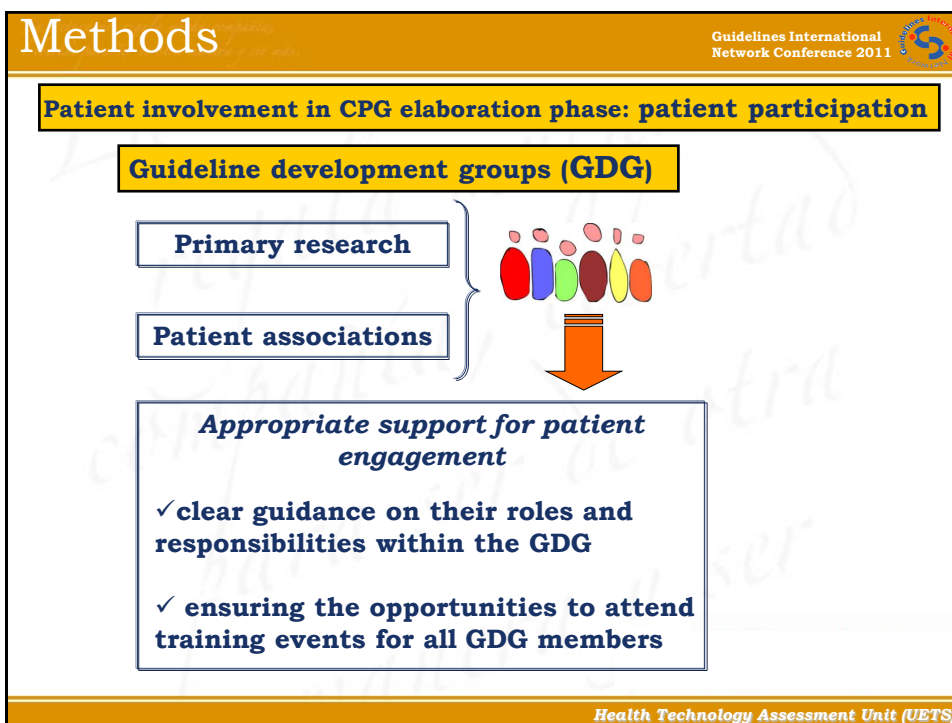 Methods
Guidelines International
Network Conference 2011
Patient involvement in CPG elaboration phase: patient participation
Guideline development groups (GDG)
Primary research
Patient associations
Appropriate support for patient
engagement
✓clear guidance on their roles and
responsibilities within the GDG
✓ ensuring the opportunities to attend
training events for all GDG members
Health Technology Assessment Unit (UETS